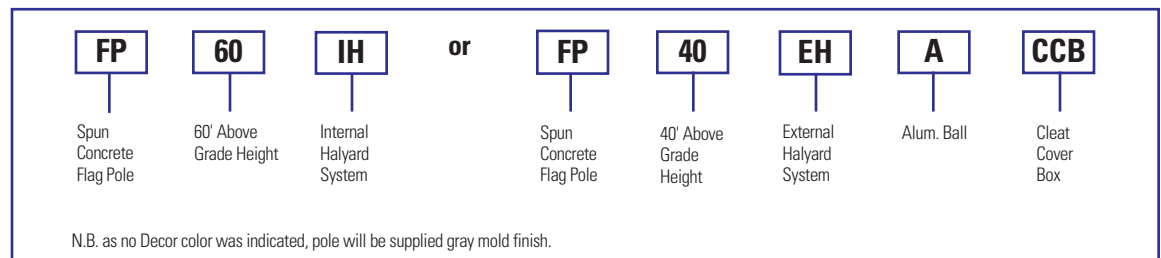 FP 60 IH or FP 40 EH A CCB
Spun
Concrete
Flag Pole
60' Above
Grade Height
Internal
Halyard
System
Spun
Concrete
Flag Pole
40' Above
Grade
Height
External
Halyard
System
Alum. Ball
Cleat
Cover
Box
N.B. as no Decor color was indicated, pole will be supplied gray mold finish.